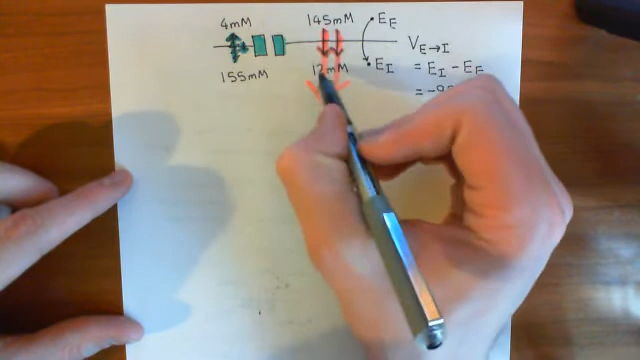 4mM
145mM
E_E
155mM
12mM
E_I
V_E→I
= E_I - E_E